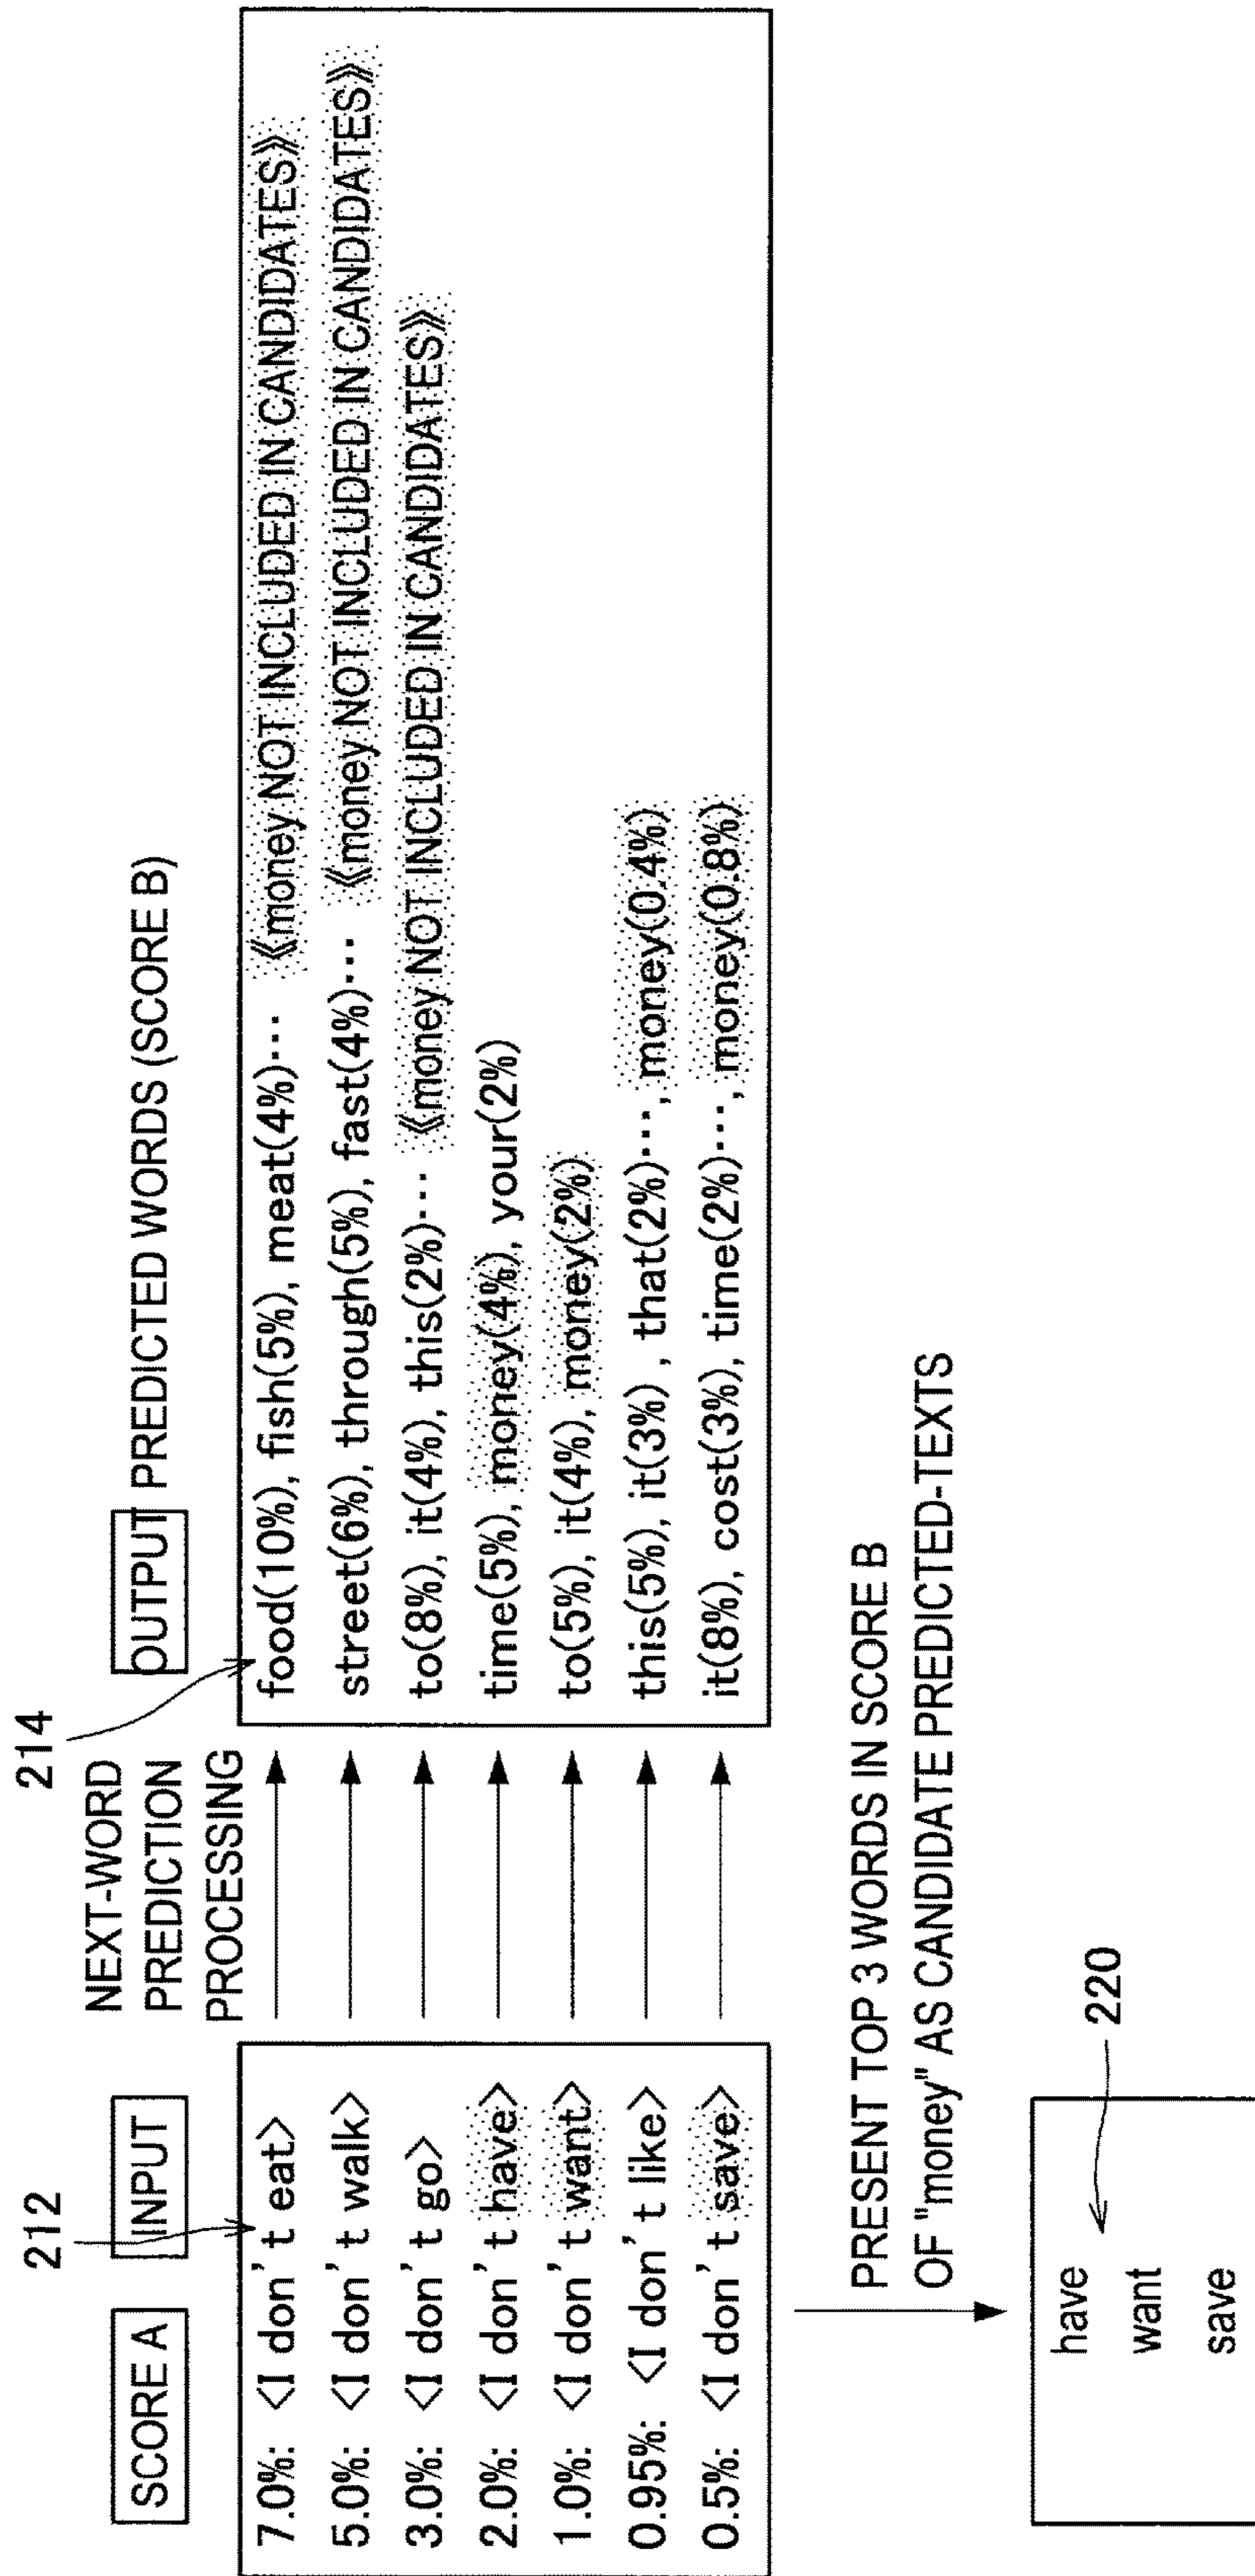 214
212
NEXT-WORD
PREDICTION
PROCESSING
SCORE A
INPUT
OUTPUT PREDICTED WORDS (SCORE B)
7.0%: <I don't eat>
food(10%), fish(5%), meat(4%)··· 《money NOT INCLUDED IN CANDIDATES》
5.0%: <I don't walk>
street(6%), through(5%), fast(4%)··· 《money NOT INCLUDED IN CANDIDATES》
3.0%: <I don't go>
to(8%), it(4%), this(2%)··· 《money NOT INCLUDED IN CANDIDATES》
2.0%: <I don't have>
time(5%), money(4%), your(2%)
1.0%: <I don't want>
to(5%), it(4%), money(2%)
0.95%: <I don't like>
this(5%), it(3%) , that(2%)···, money(0.4%)
0.5%: <I don't save>
it(8%), cost(3%), time(2%)···, money(0.8%)
PRESENT TOP 3 WORDS IN SCORE B
OF "money" AS CANDIDATE PREDICTED-TEXTS
have
want
save
220